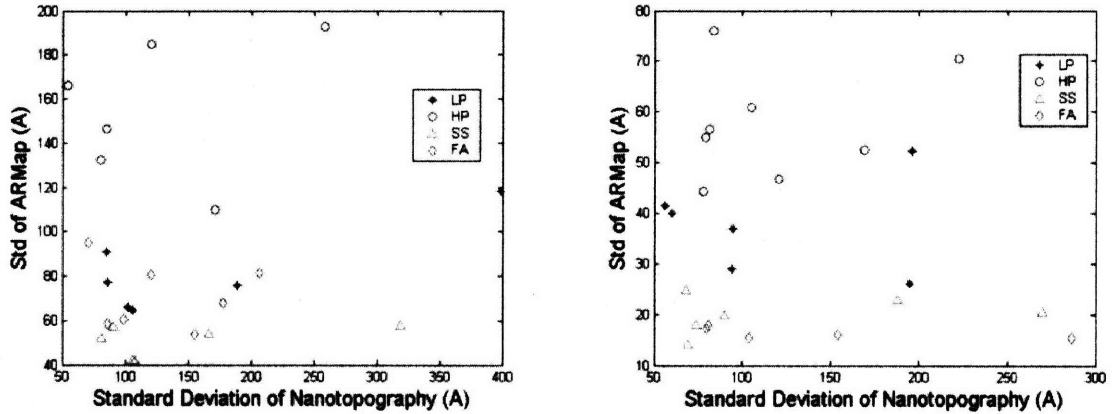 200
180
160
140
120
100
80
60
40
50 100 150 200 250 300 350 400
Std of ARMap (A)
Standard Deviation of Nanotopography (A)
LP
HP
SS
FA
80
70
60
50
40
30
20
10
50 100 150 200 250 300
Std of ARMap (A)
Standard Deviation of Nanotopography (A)
LP
HP
SS
FA